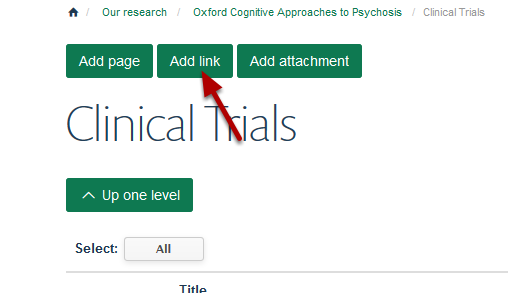 / Our research / Oxford Cognitive Approaches to Psychosis / Clinical Trials
Add page Add link Add attachment
Clinical Trials
Up one level
Select: All
Title